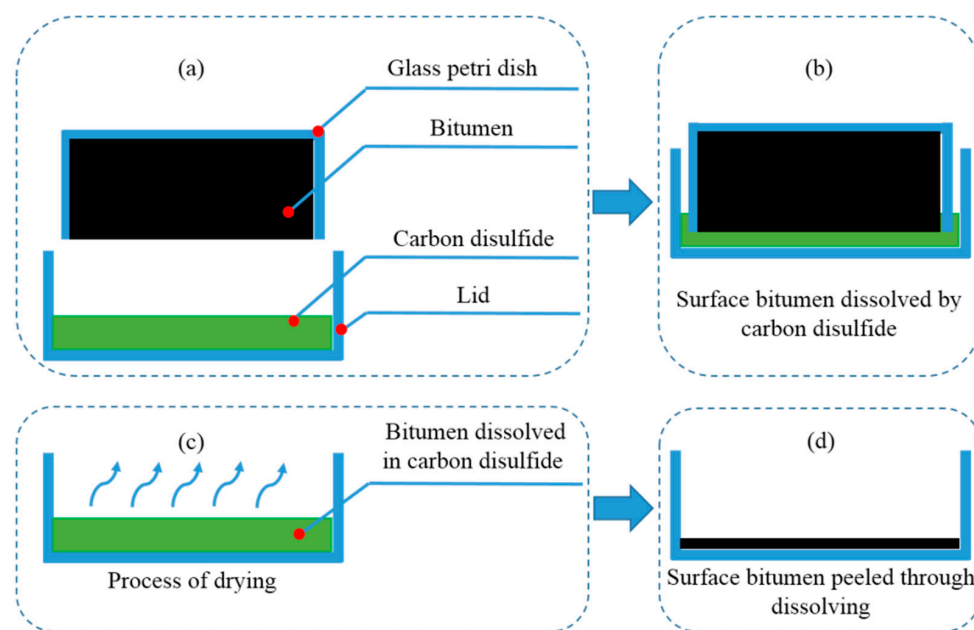 (a)
Glass petri dish
Bitumen
Carbon disulfide
Lid
(b)
Surface bitumen dissolved by
carbon disulfide
(c)
Bitumen dissolved
in carbon disulfide
Process of drying
(d)
Surface bitumen peeled through
dissolving